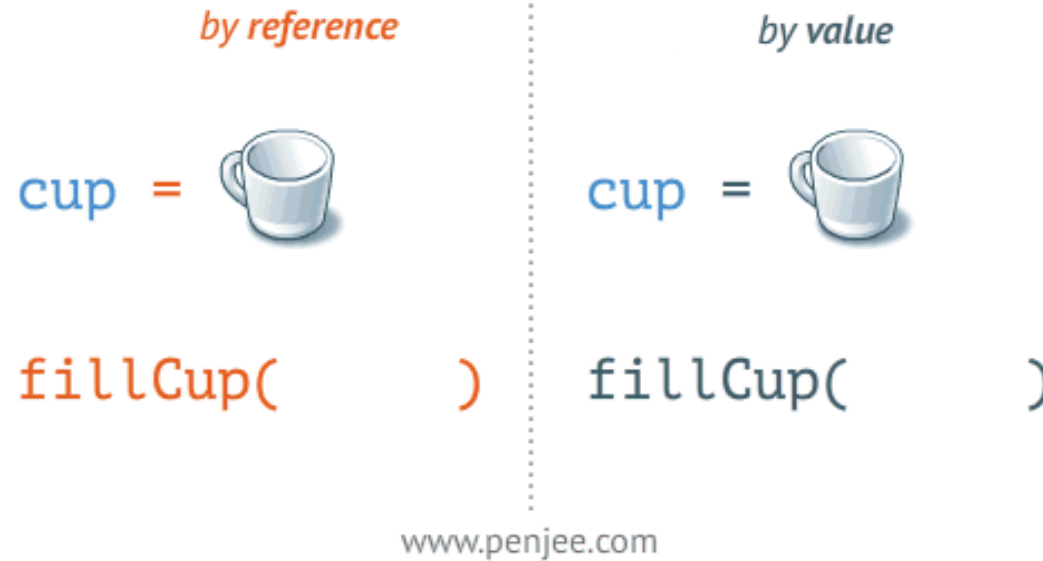 by reference
cup =
fillCup( )
by value
cup =
fillCup( )
www.penjee.com